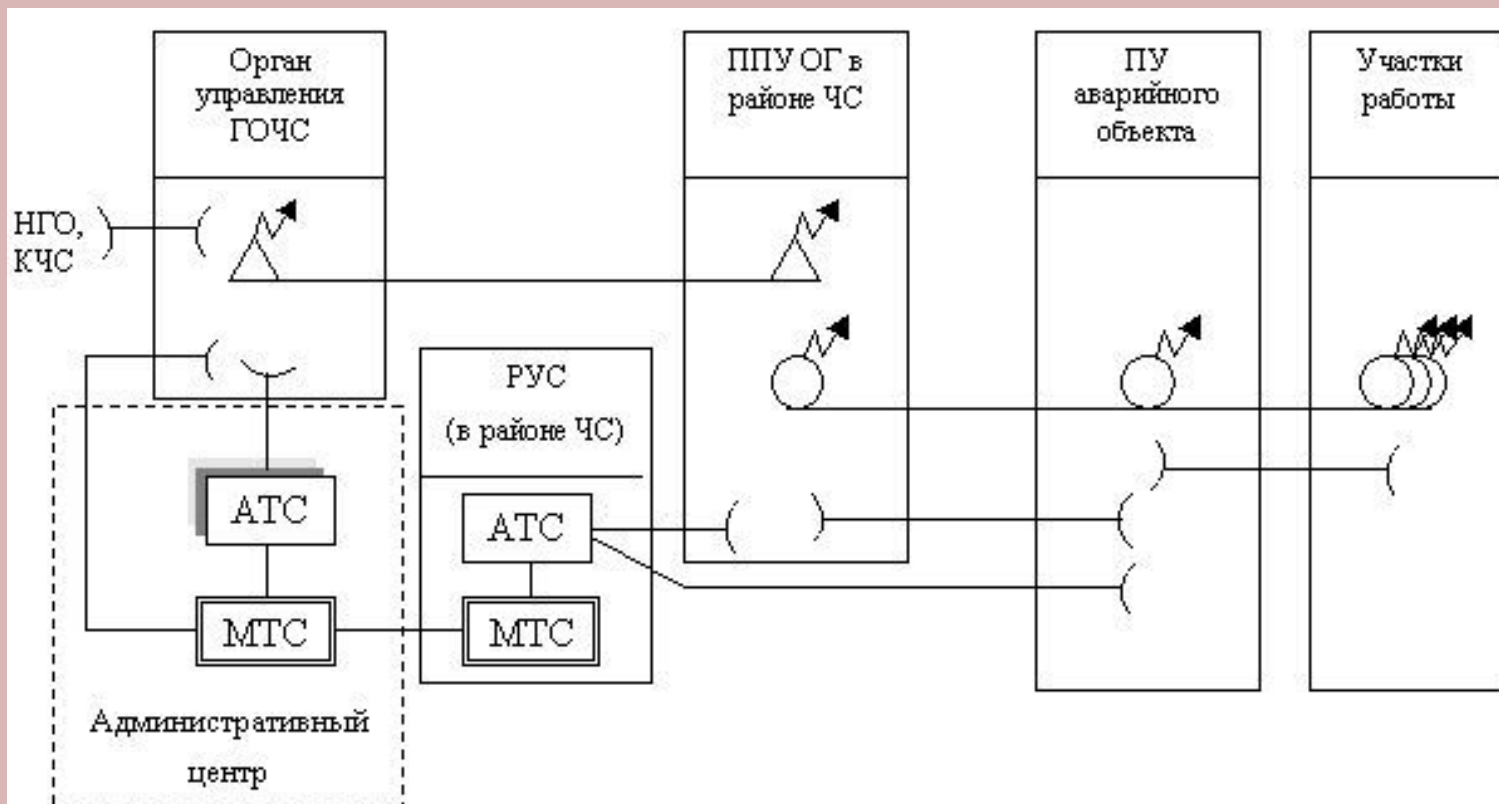 Орган
управления
ГОЧС
ППУ ОГ в
районе ЧС
ПУ
аварийного
объекта
Участки
работы
НГО,
КЧС
РУС
(в районе ЧС)
АТС
АТС
МТС
МТС
Административный
центр